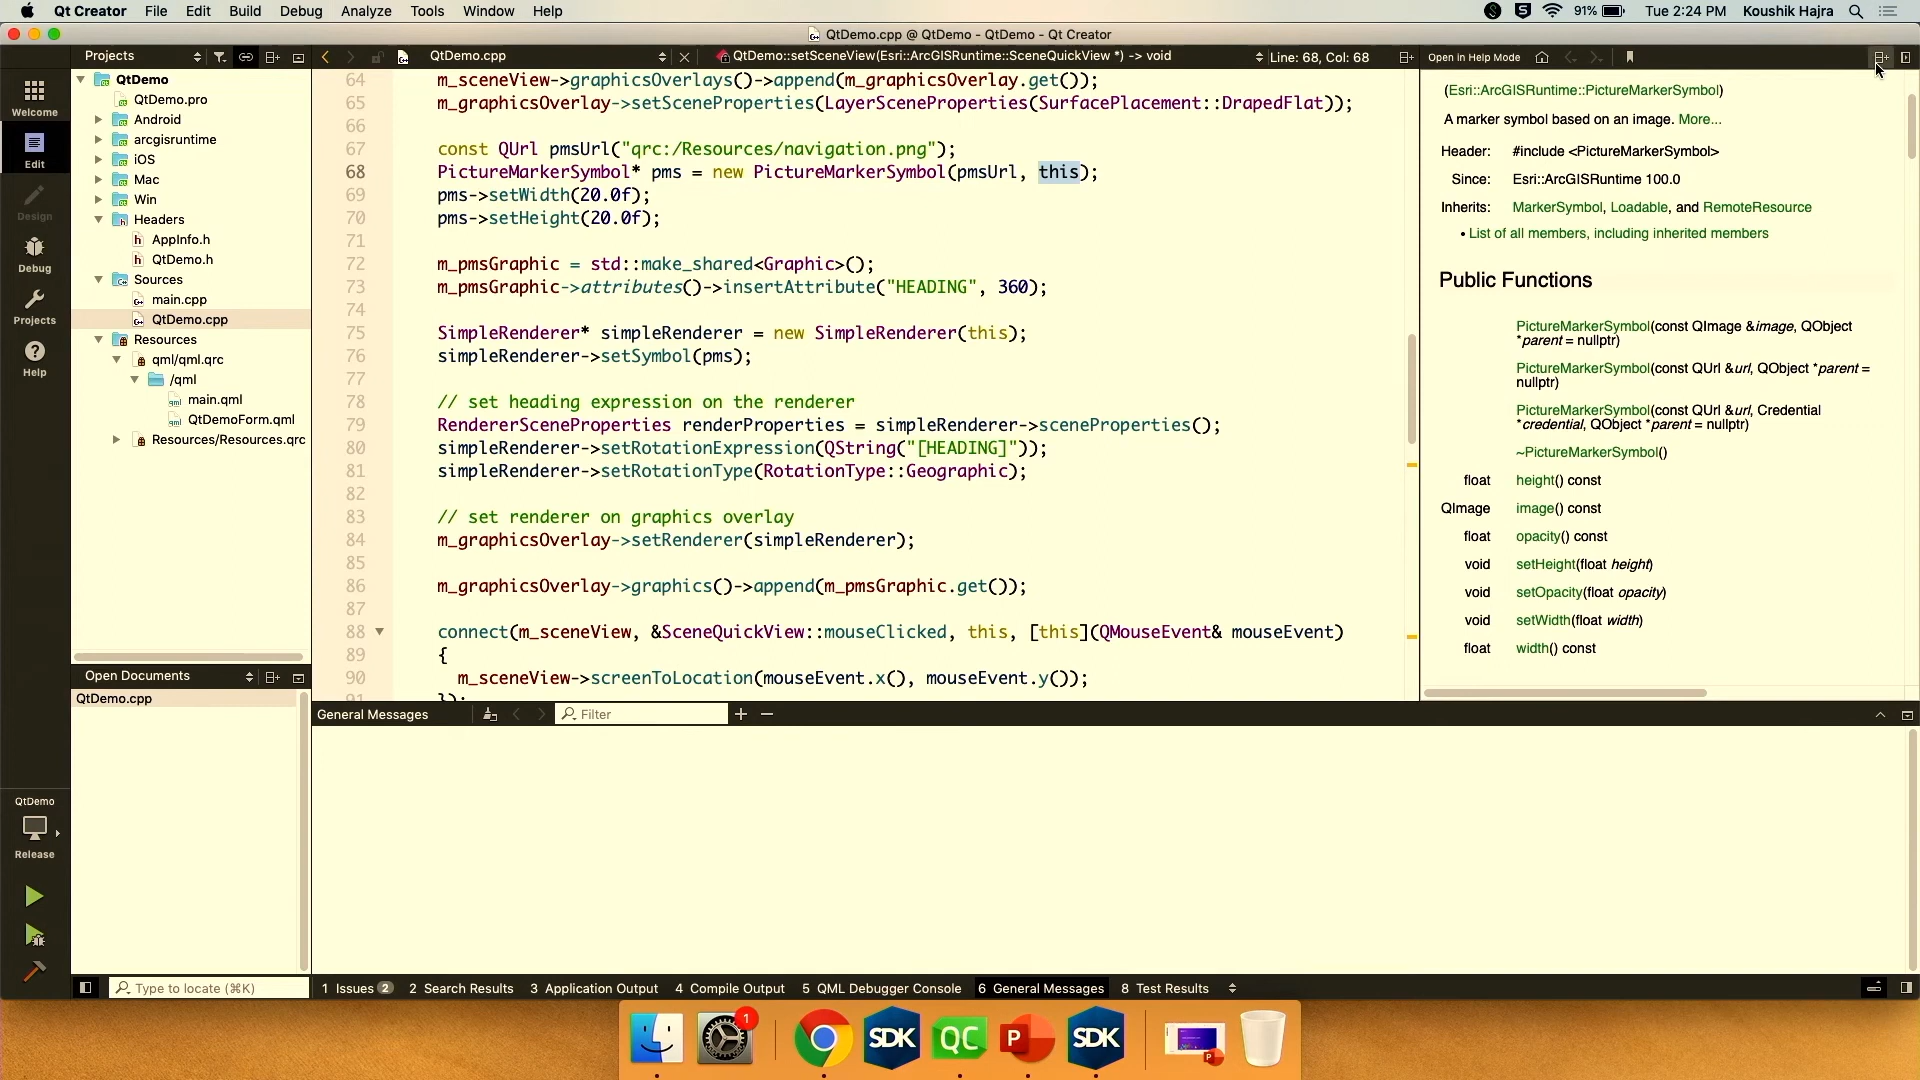 Qt Creator File Edit Build Debug Analyze Tools Window Help
91% Tue 2:24 PM Koushik Hajra
QtDemo.cpp @ QtDemo - QtDemo - Qt Creator
Projects
QtDemo.cpp
QtDemo::setSceneView(Esri::ArcGISRuntime::SceneQuickView *) -> void
Line: 68, Col: 68
Open in Help Mode
Welcome
Edit
Design
Debug
Projects
Help
QtDemo
Release
QtDemo
QtDemo.pro
Android
arcgisruntime
iOS
Mac
Win
Headers
AppInfo.h
QtDemo.h
Sources
main.cpp
QtDemo.cpp
Resources
qml/qml.qrc
/qml
main.qml
QtDemoForm.qml
Resources/Resources.qrc
Open Documents
QtDemo.cpp
64 m_sceneView->graphicsOverlays()->append(m_graphicsOverlay.get());
65 m_graphicsOverlay->setSceneProperties(LayerSceneProperties(SurfacePlacement::DrapedFlat));
66
67 const QUrl pmsUrl("qrc:/Resources/navigation.png");
68 PictureMarkerSymbol* pms = new PictureMarkerSymbol(pmsUrl, this);
69 pms->setWidth(20.0f);
70 pms->setHeight(20.0f);
71
72 m_pmsGraphic = std::make_shared<Graphic>();
73 m_pmsGraphic->attributes()->insertAttribute("HEADING", 360);
74
75 SimpleRenderer* simpleRenderer = new SimpleRenderer(this);
76 simpleRenderer->setSymbol(pms);
77
78 // set heading expression on the renderer
79 RendererSceneProperties renderProperties = simpleRenderer->sceneProperties();
80 simpleRenderer->setRotationExpression(QString("[HEADING]"));
81 simpleRenderer->setRotationType(RotationType::Geographic);
82
83 // set renderer on graphics overlay
84 m_graphicsOverlay->setRenderer(simpleRenderer);
85
86 m_graphicsOverlay->graphics()->append(m_pmsGraphic.get());
87
88 connect(m_sceneView, &SceneQuickView::mouseClicked, this, [this](QMouseEvent& mouseEvent)
89 {
90 m_sceneView->screenToLocation(mouseEvent.x(), mouseEvent.y());
91 });
(Esri::ArcGISRuntime::PictureMarkerSymbol)
A marker symbol based on an image. More...
Header: #include <PictureMarkerSymbol>
Since: Esri::ArcGISRuntime 100.0
Inherits: MarkerSymbol, Loadable, and RemoteResource
• List of all members, including inherited members
Public Functions
PictureMarkerSymbol(const QImage &image, QObject
*parent = nullptr)
PictureMarkerSymbol(const QUrl &url, QObject *parent =
nullptr)
PictureMarkerSymbol(const QUrl &url, Credential
*credential, QObject *parent = nullptr)
~PictureMarkerSymbol()
float height() const
QImage image() const
float opacity() const
void setHeight(float height)
void setOpacity(float opacity)
void setWidth(float width)
float width() const
General Messages
Filter
Type to locate (⌘K)
1 Issues 2 2 Search Results 3 Application Output 4 Compile Output 5 QML Debugger Console 6 General Messages 8 Test Results
1
SDK
QC
P
SDK
P